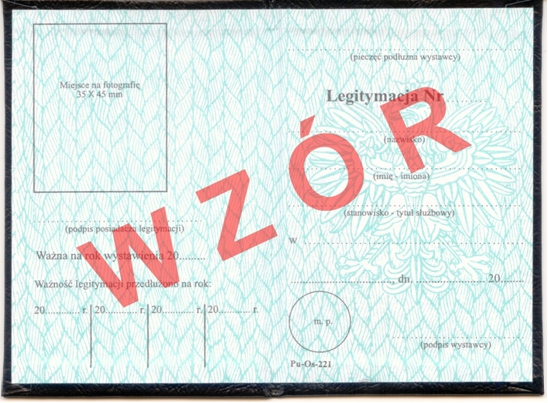 Miejsce na fotografię
35 X 45 mm
(podpis posiadacza legitymacji)
Ważna na rok wystawienia 20.........
Ważność legitymacji przedłużono na rok:
20............ r. 20............ r. 20............ r. 20............ r.
(pieczęć podłużna wystawcy)
Legitymacja Nr
(nazwisko)
(imię - imiona)
(stanowisko - tytuł służbowy)
W
, dn. 20
m. p.
(podpis wystawcy)
Pu-Os-221
WZÓR